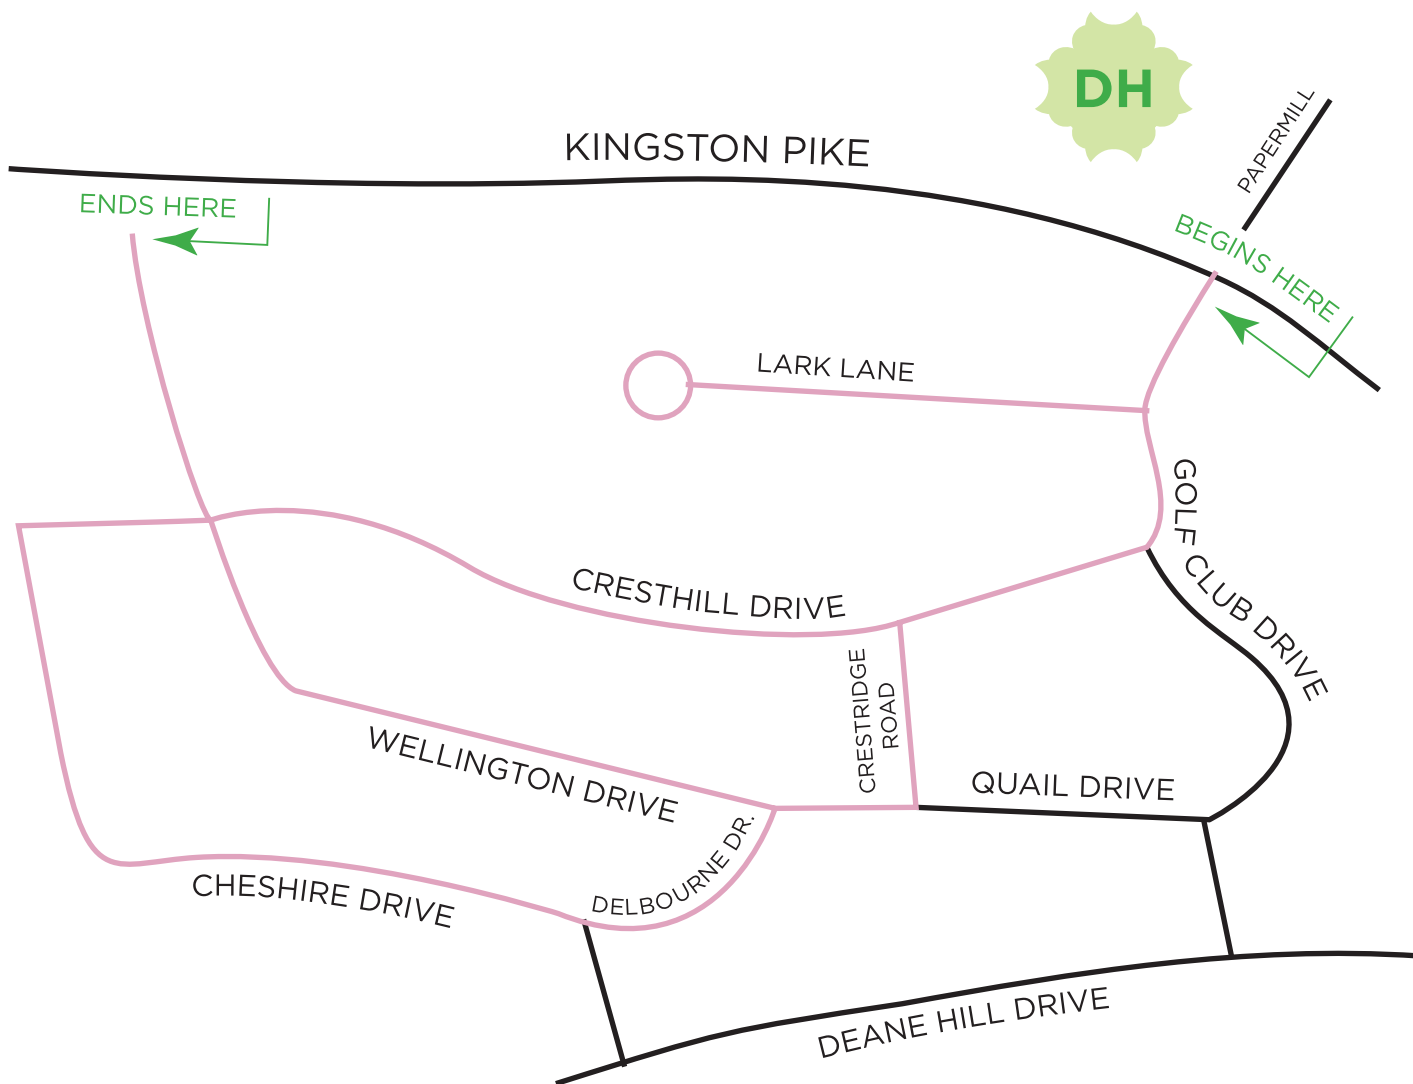 DH
PAPERMILL
KINGSTON PIKE
ENDS HERE
BEGINS HERE
LARK LANE
GOLF CLUB DRIVE
CRESTHILL DRIVE
CRESTRIDGE
ROAD
WELLINGTON DRIVE
QUAIL DRIVE
DELBOURNE DR.
CHESHIRE DRIVE
DEANE HILL DRIVE